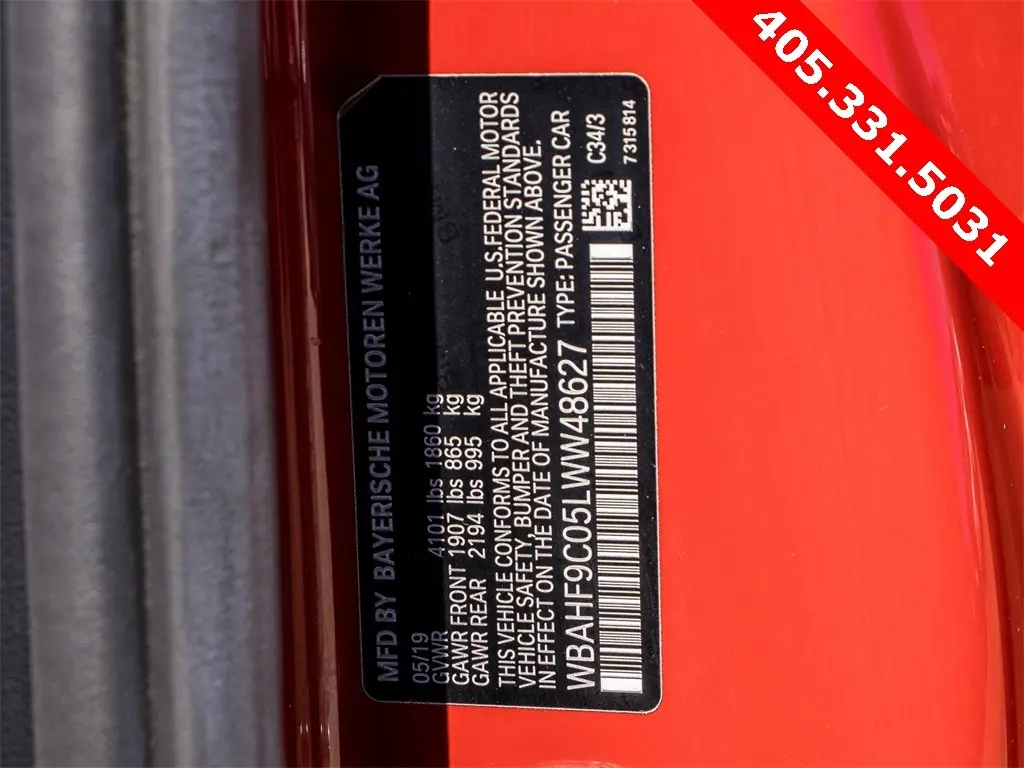 MFD BY BAYERISCHE MOTOREN WERKE AG
05/19
GVWR 4101 lbs 1860 kg
GAWR FRONT 1907 lbs 865 kg
GAWR REAR 2194 lbs 995 kg
THIS VEHICLE CONFORMS TO ALL APPLICABLE U.S.FEDERAL MOTOR
VEHICLE SAFETY, BUMPER AND THEFT PREVENTION STANDARDS
IN EFFECT ON THE DATE OF MANUFACTURE SHOWN ABOVE.
WBAHF9C05LWW48627 TYPE: PASSENGER CAR
C34/3
7315814
405.331.5031